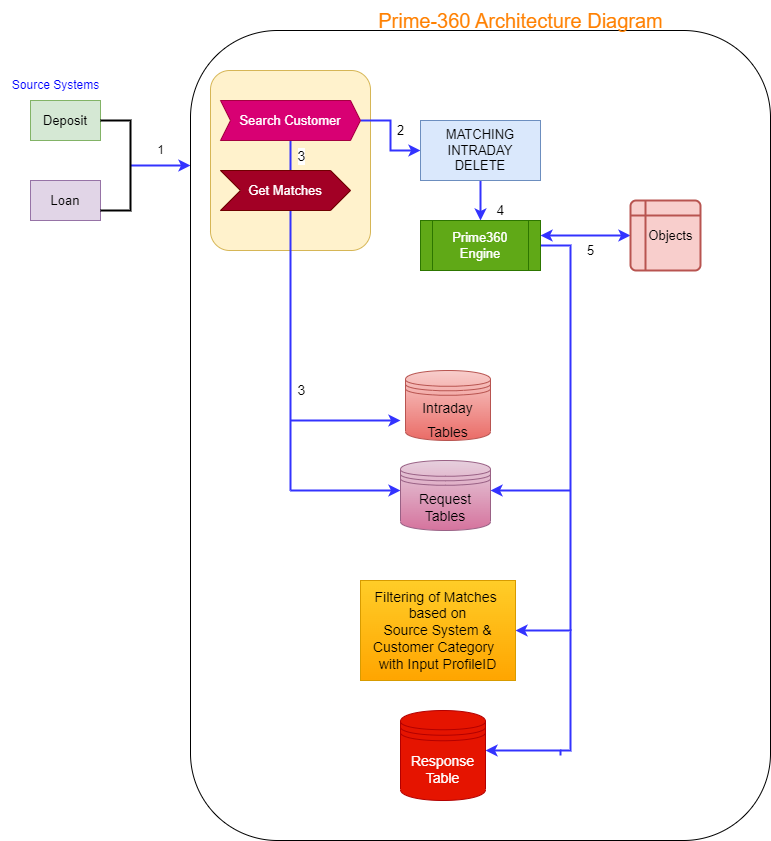 Prime-360 Architecture Diagram
Source Systems
Deposit
Loan
1
Search Customer
2
3
Get Matches
MATCHING
INTRADAY
DELETE
4
Prime360
Engine
5
Objects
3
Intraday
Tables
Request
Tables
Filtering of Matches
based on
Source System &
Customer Category
with Input ProfileID
Response
Table